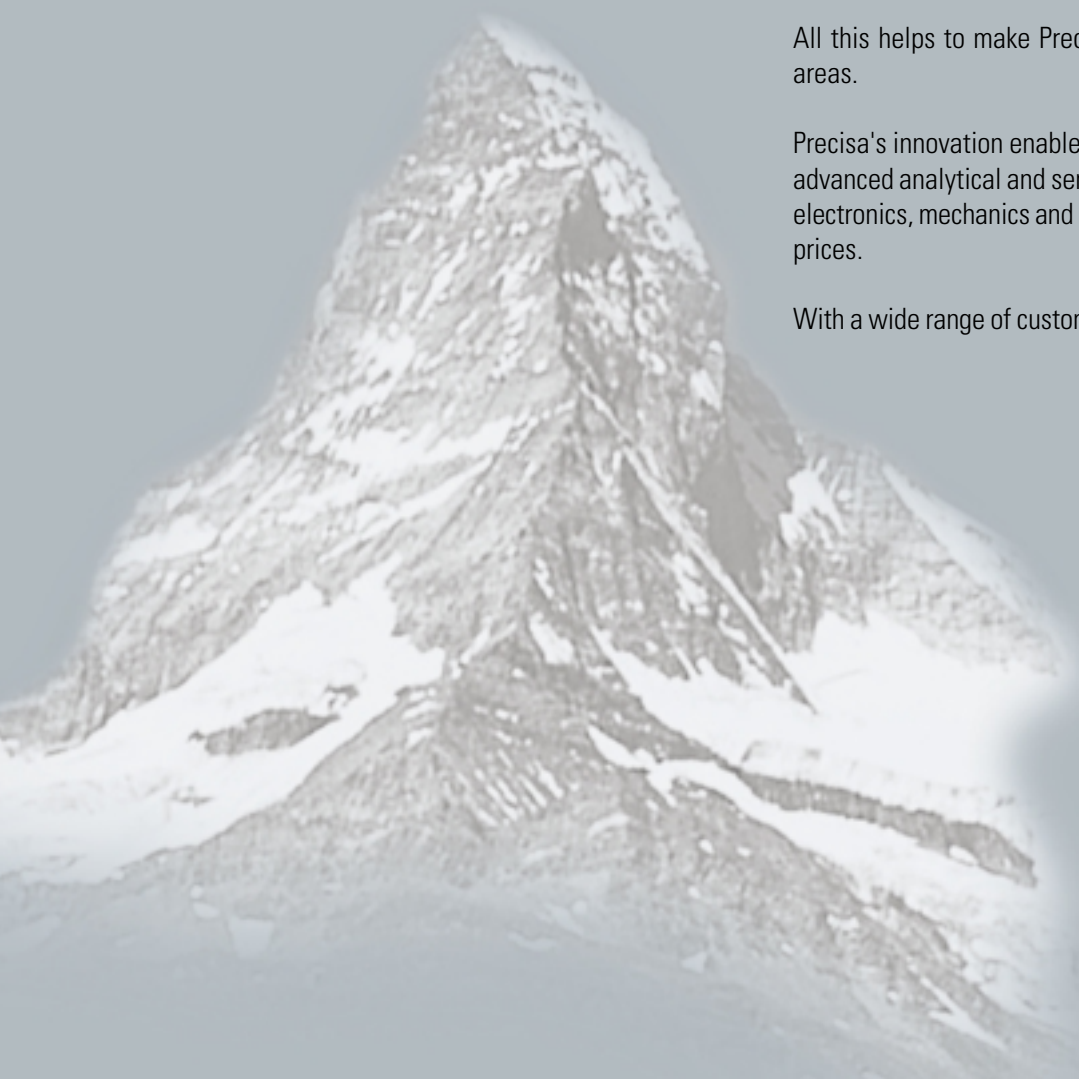 All this helps to make Prec
areas.
Precisa's innovation enable
advanced analytical and se
electronics, mechanics and
prices.
With a wide range of custo